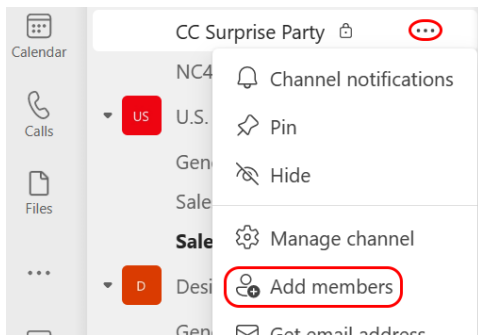 Calendar
CC Surprise Party
NC4
Channel notifications
Calls
US
U.S.
Pin
Gen
Hide
Files
Sale
Sale
Manage channel
D
Desi
Add members
Gen
Get email address